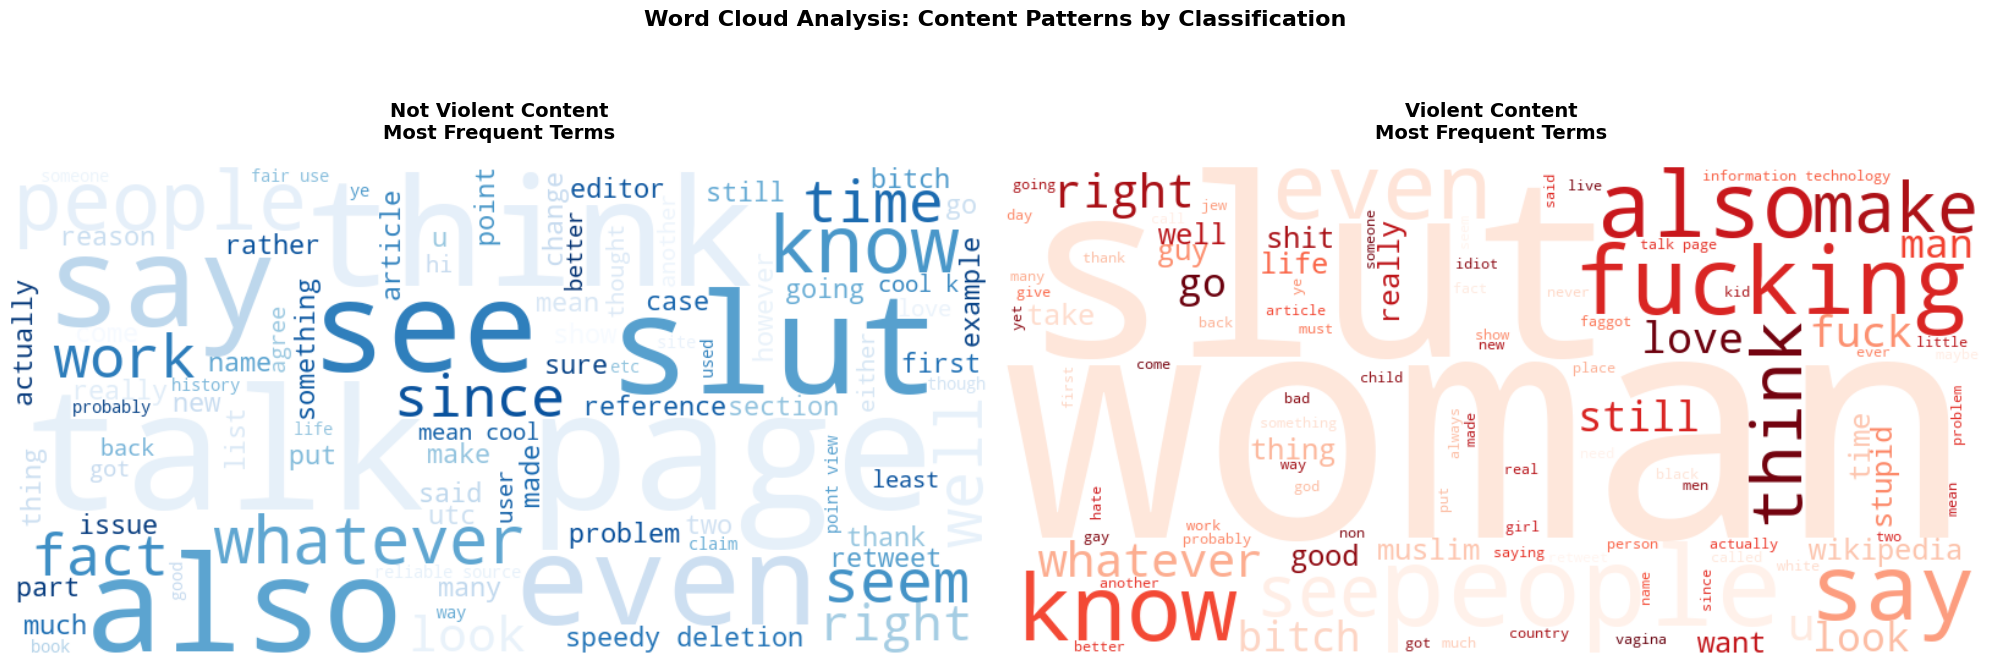 Word Cloud Analysis: Content Patterns by Classification
Not Violent Content
Most Frequent Terms
someone
fair use
ye
point
editor
still
bitch
people
think
time
go
reason
rather
article
u
hi
change
better
thought
another
know
say
actually
something
agree
see
mean
case
however
going
cool k
love
example
come
show
site
slut
work
name
history
really
new
probably
since
sure
etc
used
either
first
though
reference
section
list
life
mean cool
back
got
put
make
talk page
thing
said
utc
user
made
point view
least
well
issue
fact
whatever
problem
two
claim
thank
retweet
part
good
also
reliable source
many
way
even
seem
much
book
look
speedy deletion
right
Violent Content
Most Frequent Terms
going
right
jew
day
call
well
guy
shit
life
someone
really
even
said
live
information technology
also
make
thank
go
seen
idiot
talk page
man
many
give
yet
take
back
ye
article
must
fact
never
fucking
kid
slut
show
new
faggot
love
fuck
little
ever
maybe
first
come
child
place
think
bad
something
thing
way
god
always
made
still
time
problem
woman
real
need
black
men
stupid
mean
hate
put
gay
work
probably
non
girl
two
whatever
good
muslim
saying
person
actually
called
wikipedia
another
white
know
see
people
name
since
say
better
bitch
got
much
country
vagina
want
u
look